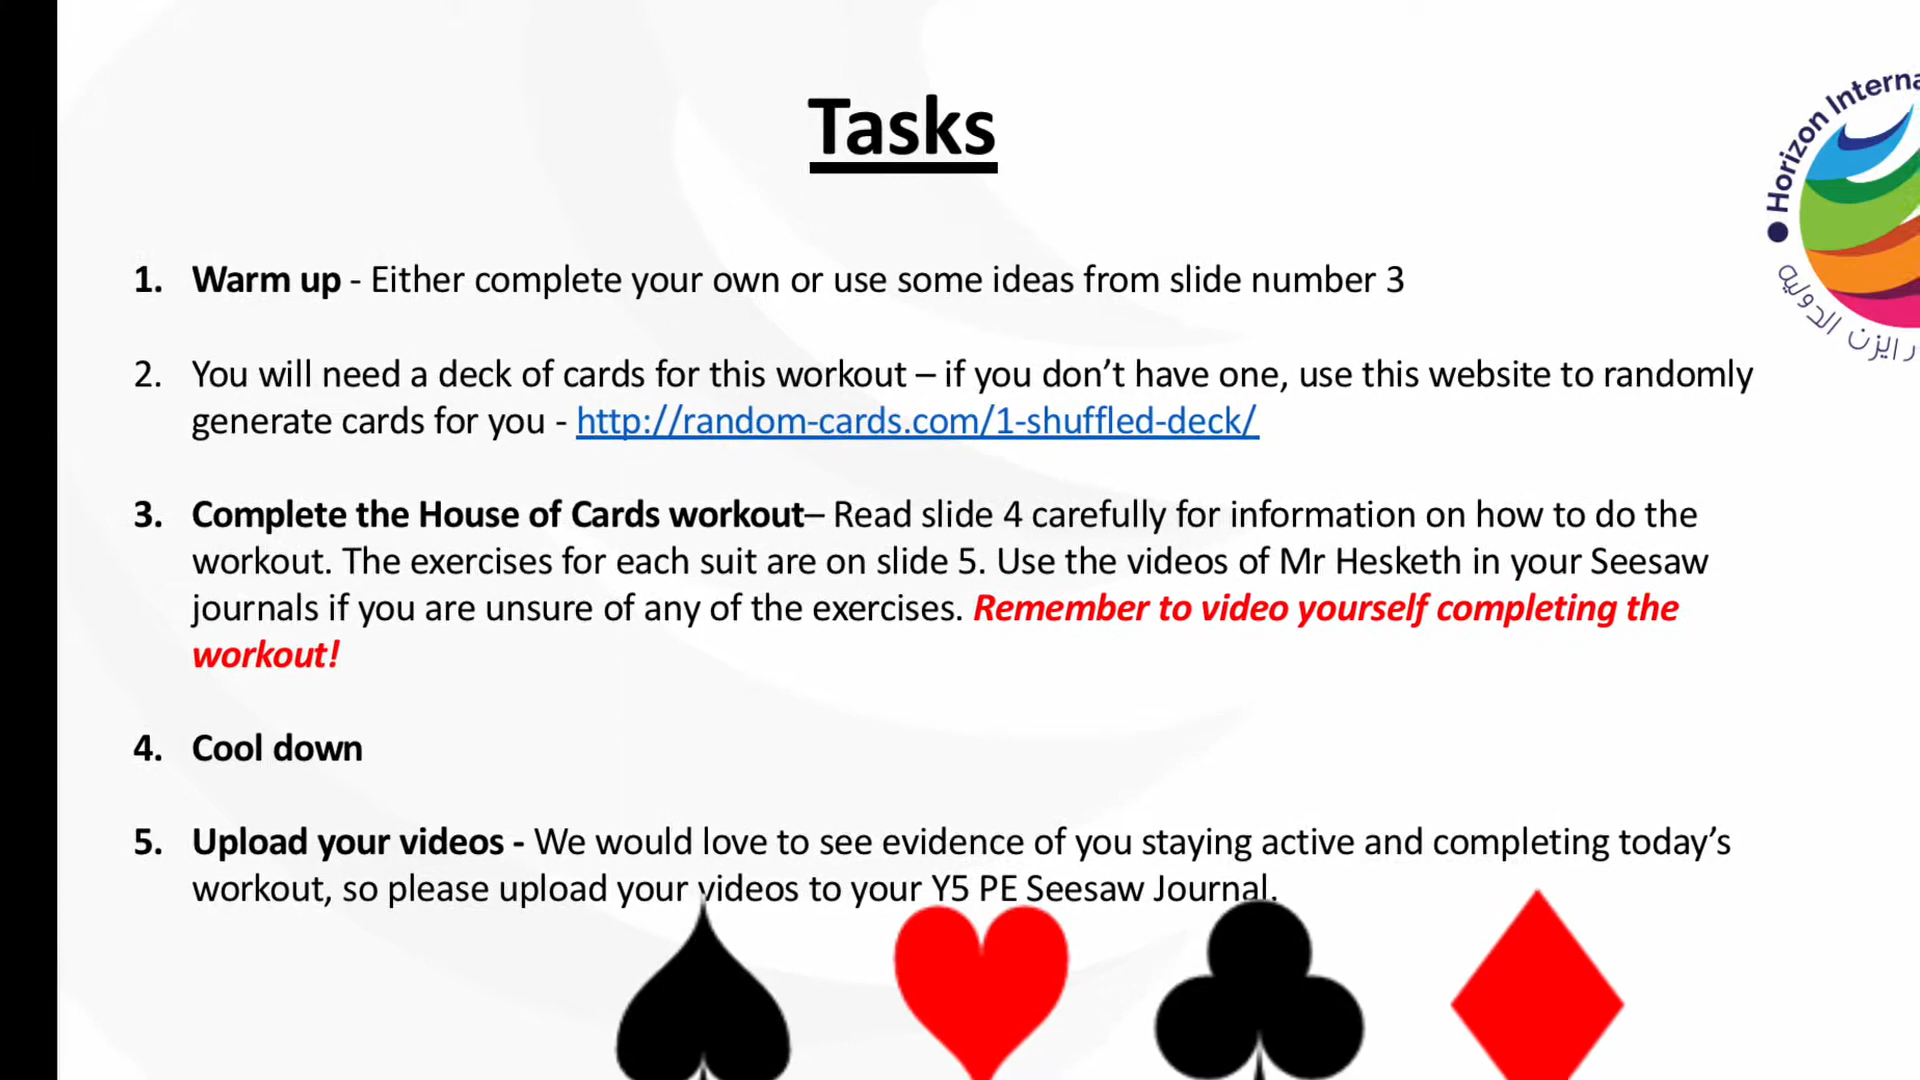 Tasks
Horizon Interna
رايزن الدولية
1. Warm up - Either complete your own or use some ideas from slide number 3
2. You will need a deck of cards for this workout – if you don’t have one, use this website to randomly
generate cards for you - http://random-cards.com/1-shuffled-deck/
3. Complete the House of Cards workout– Read slide 4 carefully for information on how to do the
workout. The exercises for each suit are on slide 5. Use the videos of Mr Hesketh in your Seesaw
journals if you are unsure of any of the exercises. Remember to video yourself completing the
workout!
4. Cool down
5. Upload your videos - We would love to see evidence of you staying active and completing today’s
workout, so please upload your videos to your Y5 PE Seesaw Journal.